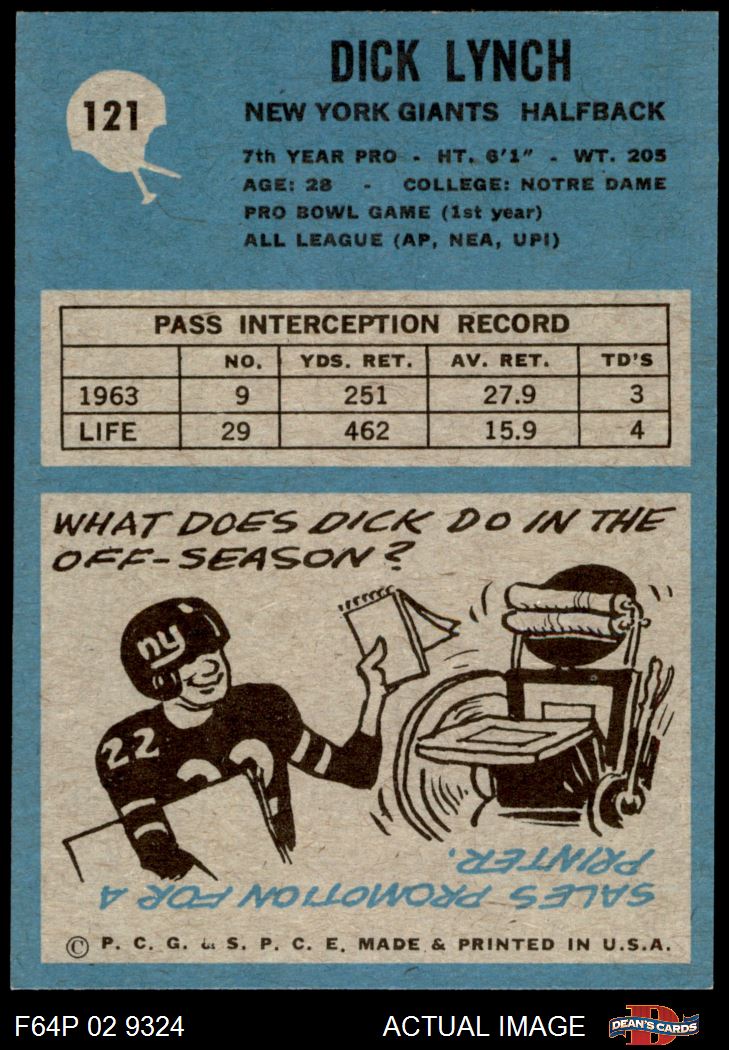 DICK LYNCH
121
NEW YORK GIANTS HALFBACK
7th YEAR PRO - HT. 6'1" - WT. 205
AGE: 28 - COLLEGE: NOTRE DAME
PRO BOWL GAME (1st year)
ALL LEAGUE (AP, NEA, UPI)
PASS INTERCEPTION RECORD
NO. YDS. RET. AV. RET. TD'S
1963 9 251 27.9 3
LIFE 29 462 15.9 4
WHAT DOES DICK DO IN THE
OFF-SEASON?
ny
22
22
SALES PROMOTION FOR A
PRINTER.
© P. C. G. & S. P. C. E. MADE & PRINTED IN U.S.A.
F64P 02 9324 ACTUAL IMAGE
D
DEAN'S CARDS